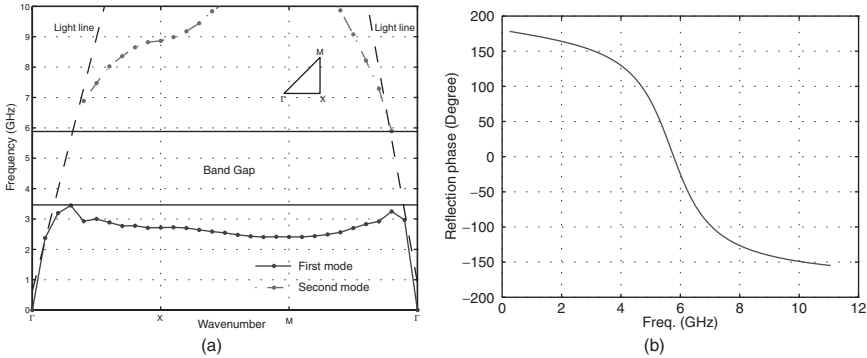 10
9
8
7
6
5
4
3
2
1
0
Frequency (GHz)
Light line
Light line
M
Γ
X
Band Gap
First mode
Second mode
Γ
X
M
Γ
Wavenumber
(a)
200
150
100
50
0
−50
−100
−150
−200
Reflection phase (Degree)
0
2
4
6
8
10
12
Freq. (GHz)
(b)